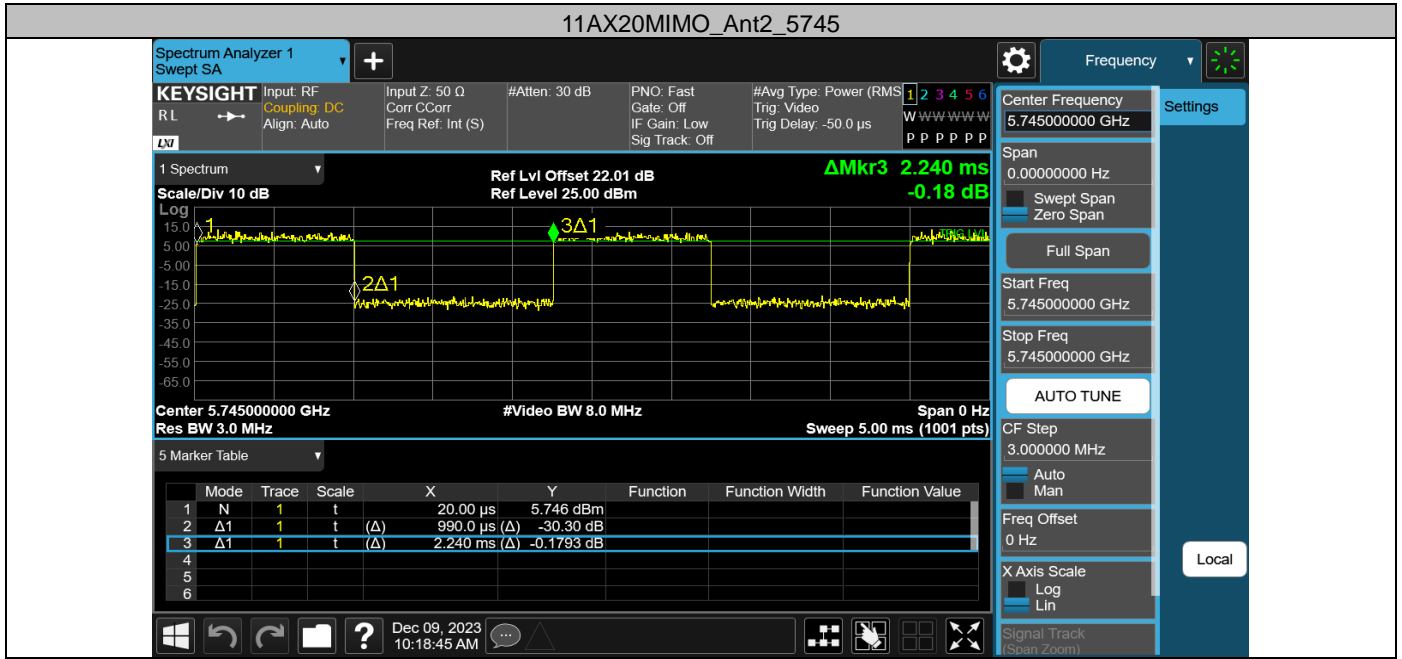 11AX20MIMO_Ant2_5745
Spectrum Analyzer 1
Swept SA
Frequency
KEYSIGHT
RL
LXI
Input: RF
Coupling: DC
Align: Auto
Input Z: 50 Ω
Corr CCorr
Freq Ref: Int (S)
#Atten: 30 dB
PNO: Fast
Gate: Off
IF Gain: Low
Sig Track: Off
#Avg Type: Power (RMS
Trig: Video
Trig Delay: -50.0 µs
1 2 3 4 5 6
W W W W W W
P P P P P P
1 Spectrum
Scale/Div 10 dB
Log
Ref Lvl Offset 22.01 dB
Ref Level 25.00 dBm
ΔMkr3 2.240 ms
-0.18 dB
15.0
5.00
-5.00
-15.0
-25.0
-35.0
-45.0
-55.0
-65.0
1
2Δ1
3Δ1
TRIG LVL
Center 5.745000000 GHz
#Video BW 8.0 MHz
Span 0 Hz
Res BW 3.0 MHz
Sweep 5.00 ms (1001 pts)
5 Marker Table
Mode Trace Scale X Y Function Function Width Function Value
1 N 1 t 20.00 µs 5.746 dBm
2 Δ1 1 t (Δ) 990.0 µs (Δ) -30.30 dB
3 Δ1 1 t (Δ) 2.240 ms (Δ) -0.1793 dB
4
5
6
Dec 09, 2023
10:18:45 AM
Center Frequency
5.745000000 GHz
Span
0.00000000 Hz
Swept Span
Zero Span
Full Span
Start Freq
5.745000000 GHz
Stop Freq
5.745000000 GHz
AUTO TUNE
CF Step
3.000000 MHz
Auto
Man
Freq Offset
0 Hz
X Axis Scale
Log
Lin
Signal Track
(Span Zoom)
Settings
Local